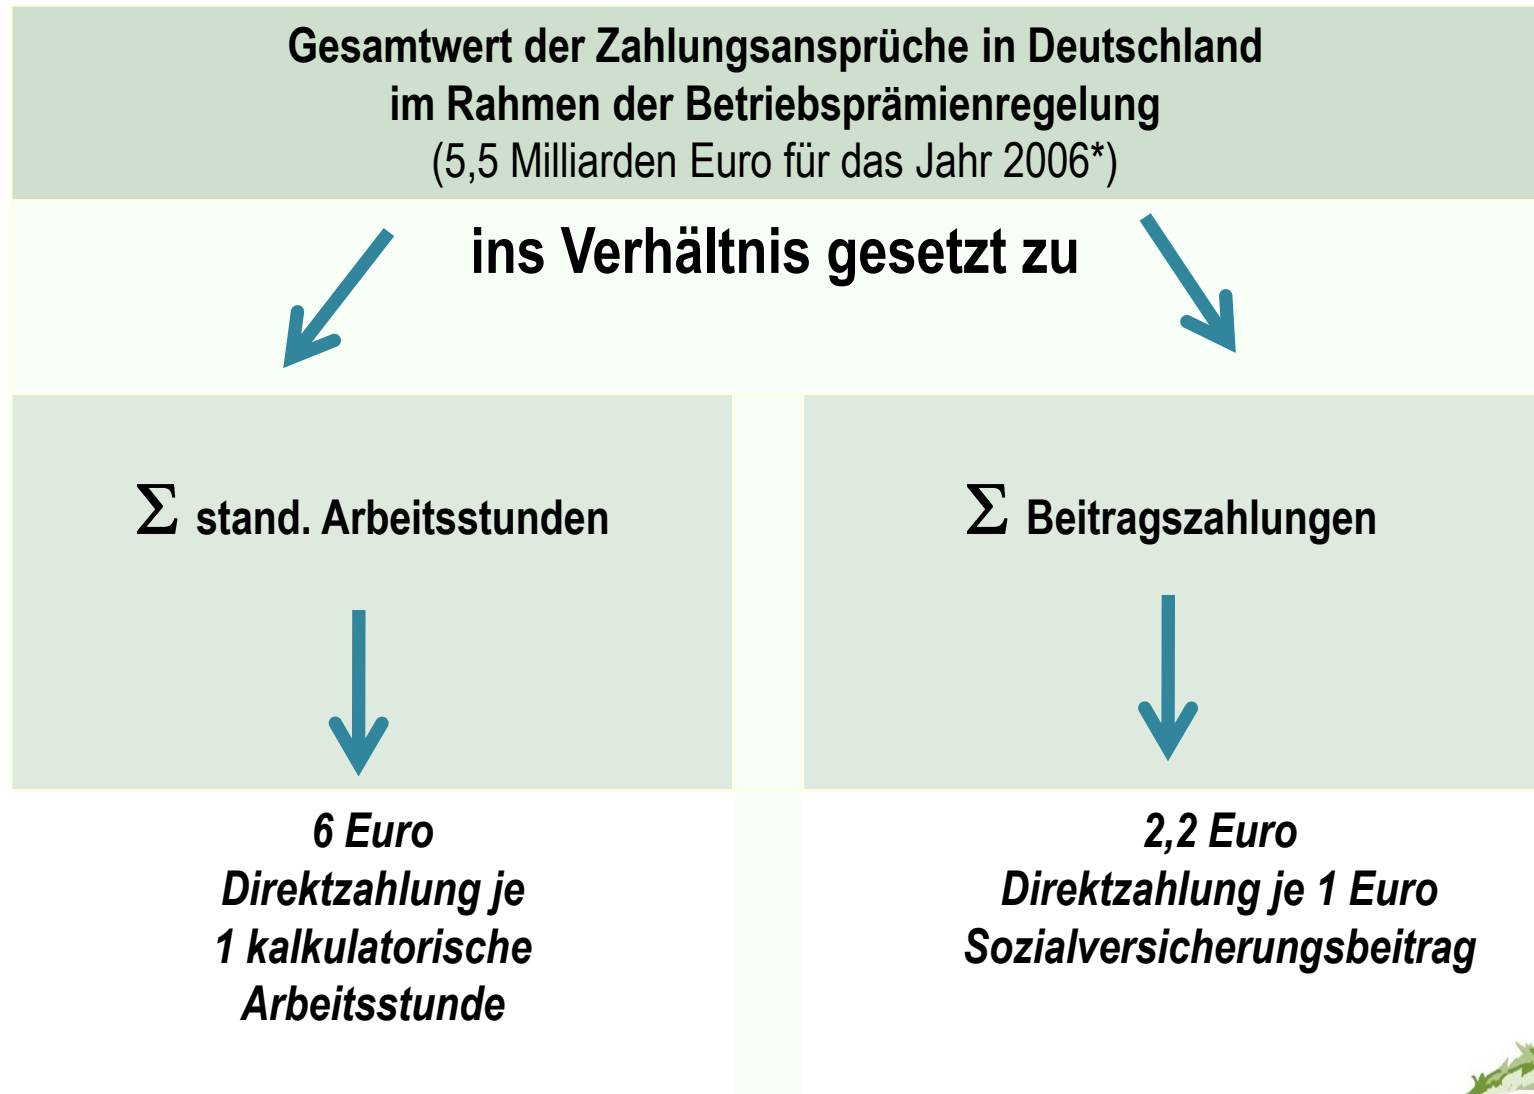 Gesamtwert der Zahlungsansprüche in Deutschland
im Rahmen der Betriebsprämienregelung
(5,5 Milliarden Euro für das Jahr 2006*)
ins Verhältnis gesetzt zu
Σ stand. Arbeitsstunden
6 Euro
Direktzahlung je
1 kalkulatorische
Arbeitsstunde
Σ Beitragszahlungen
2,2 Euro
Direktzahlung je 1 Euro
Sozialversicherungsbeitrag